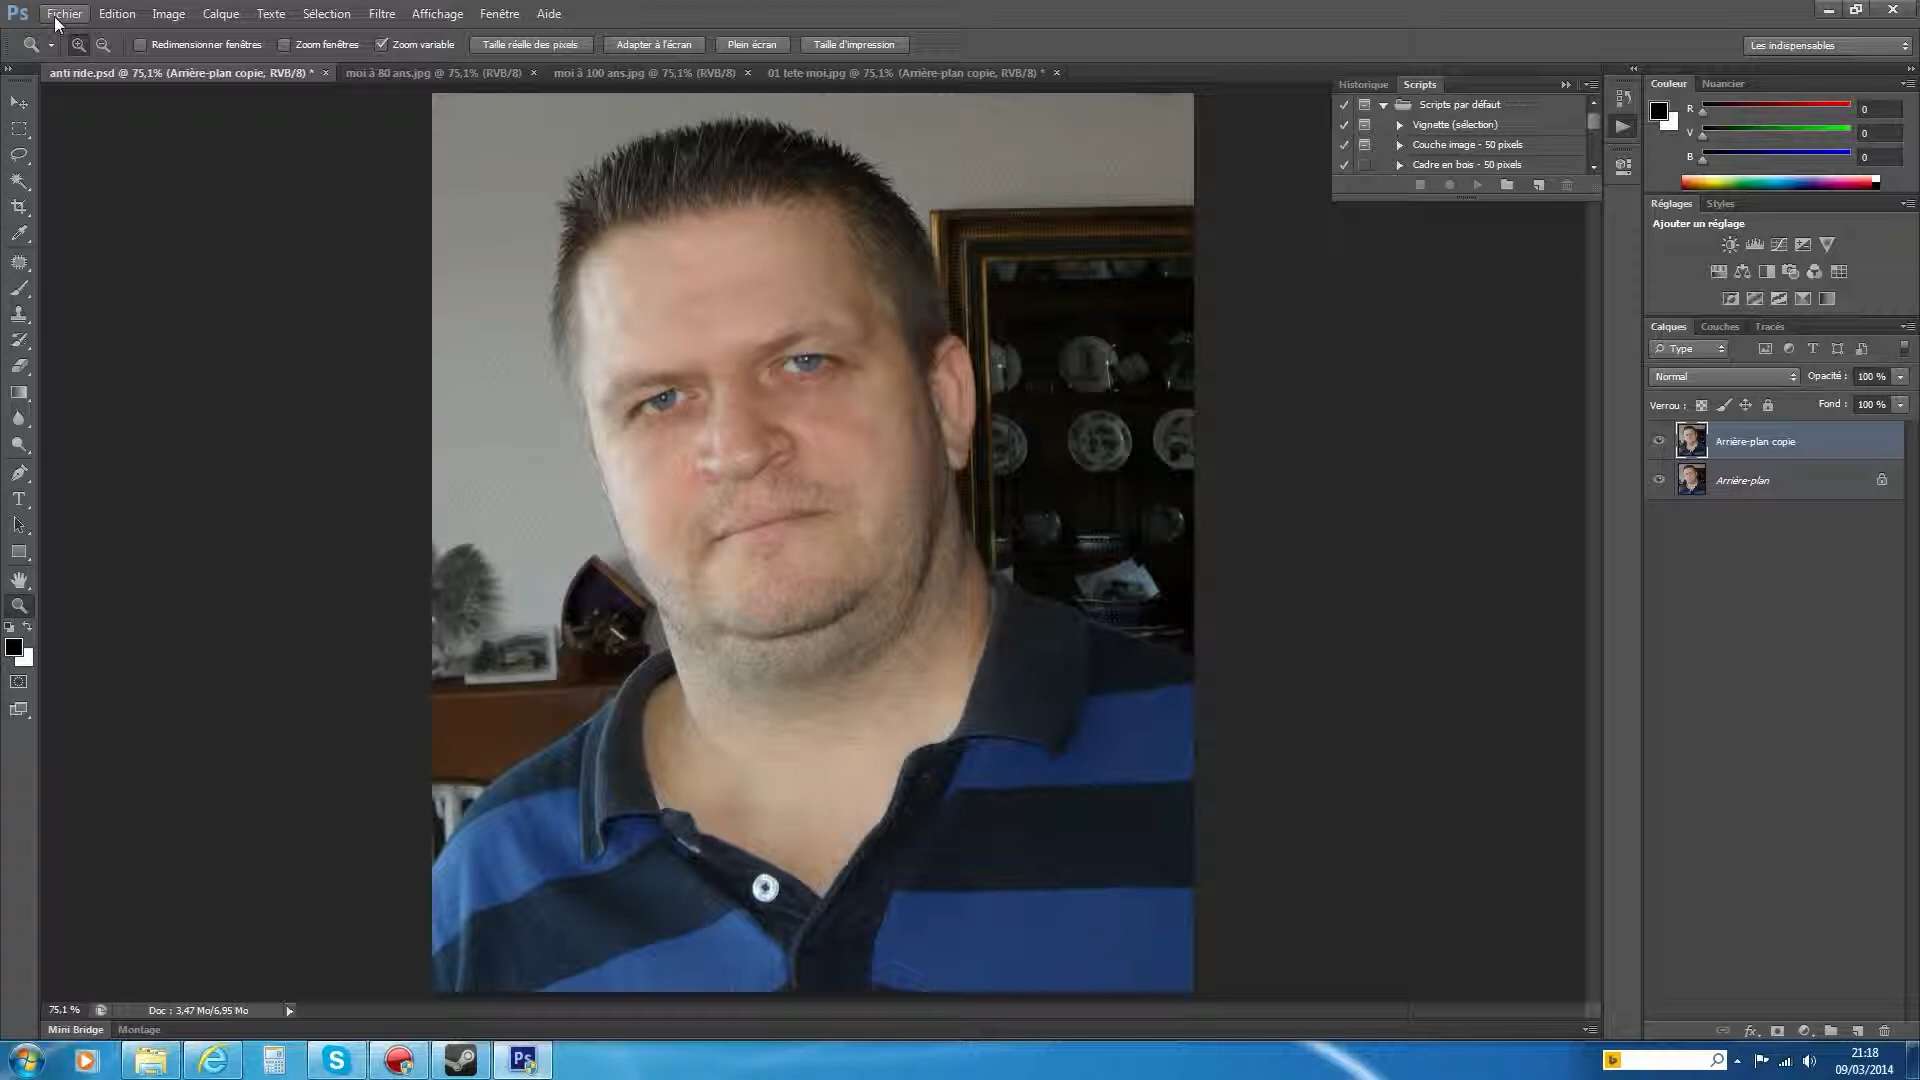 Ps Fichier Edition Image Calque Texte Sélection Filtre Affichage Fenêtre Aide
Redimensionner fenêtres Zoom fenêtres Zoom variable Taille réelle des pixels Adapter à l'écran Plein écran Taille d'impression Les indispensables
anti ride.psd @ 75,1% (Arrière-plan copie, RVB/8) * × moi à 80 ans.jpg @ 75,1% (RVB/8) × moi à 100 ans.jpg @ 75,1% (RVB/8) × 01 tete moi.jpg @ 75,1% (Arrière-plan copie, RVB/8) * ×
Historique Scripts
Scripts par défaut
Vignette (sélection)
Couche image - 50 pixels
Cadre en bois - 50 pixels
Couleur Nuancier
R 0
V 0
B 0
Réglages Styles
Ajouter un réglage
Calques Couches Tracés
Type
Normal Opacité : 100 %
Verrou : Fond : 100 %
Arrière-plan copie
Arrière-plan
75,1 % Doc : 3,47 Mo/6,95 Mo
Mini Bridge Montage
21:18
09/03/2014